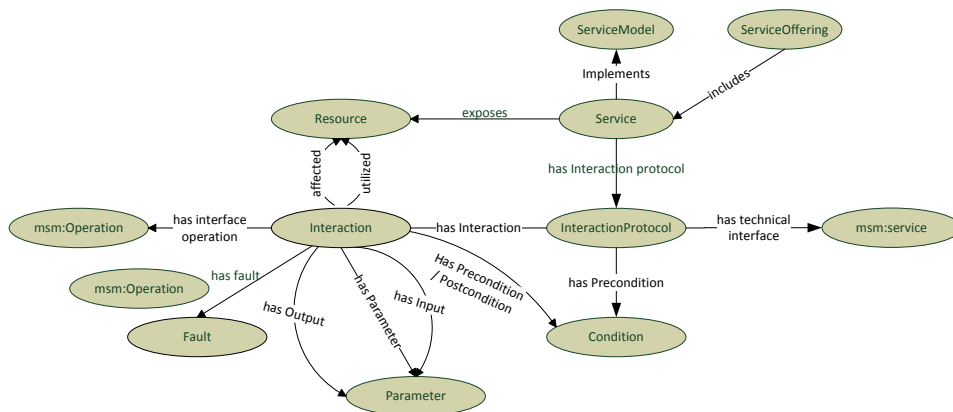 ServiceModel
ServiceOffering
Implements
includes
Resource
exposes
Service
affected
utilized
has Interaction protocol
msm:Operation
has interface
operation
Interaction
has Interaction
InteractionProtocol
has technical
interface
msm:service
msm:Operation
has fault
has Output
has Parameter
has Input
Has Precondition
/ Postcondition
has Precondition
Fault
Condition
Parameter